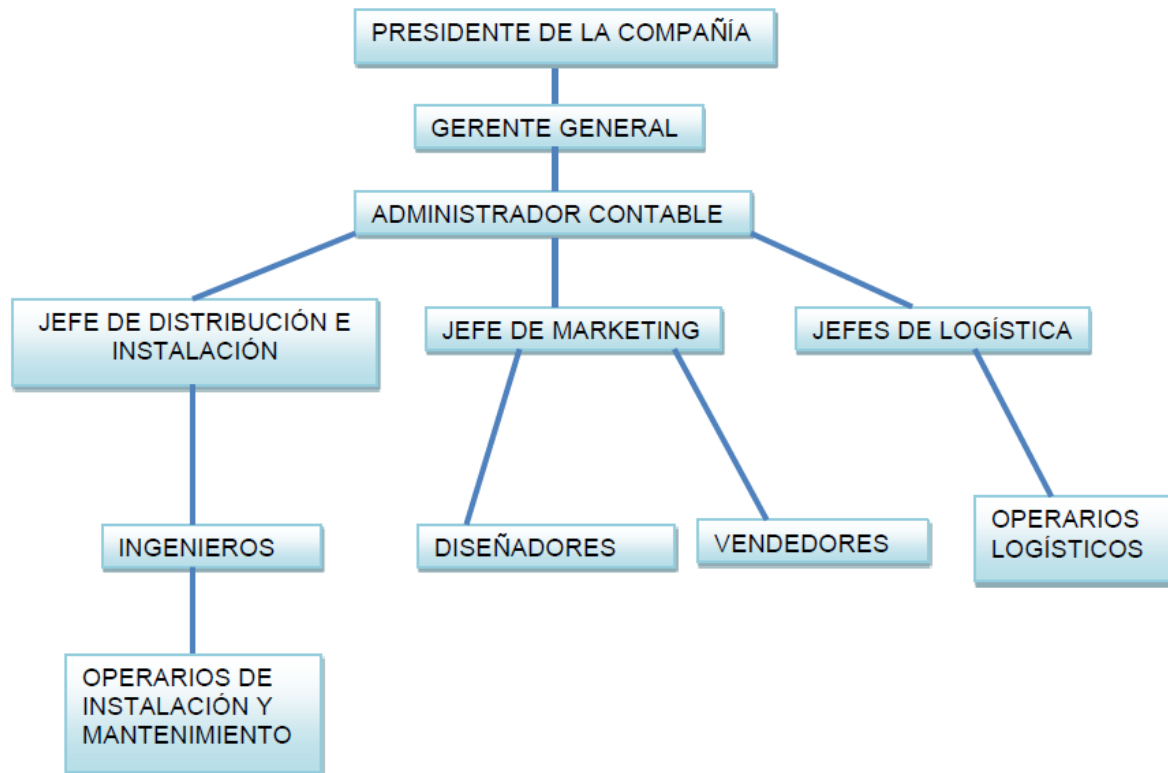 PRESIDENTE DE LA COMPAÑÍA
GERENTE GENERAL
ADMINISTRADOR CONTABLE
JEFE DE DISTRIBUCIÓN E
INSTALACIÓN
JEFE DE MARKETING
JEFES DE LOGÍSTICA
INGENIEROS
DISEÑADORES
VENDEDORES
OPERARIOS
LOGÍSTICOS
OPERARIOS DE
INSTALACIÓN Y
MANTENIMIENTO